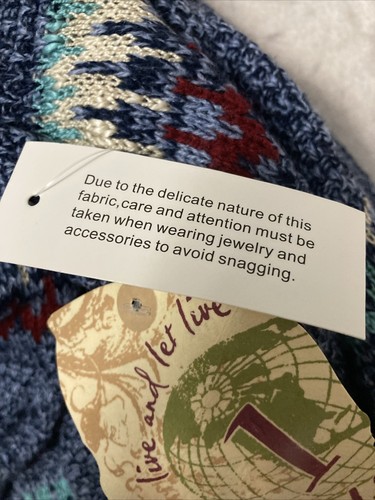 Due to the delicate nature of this
fabric,care and attention must be
taken when wearing jewelry and
accessories to avoid snagging.
live and let live